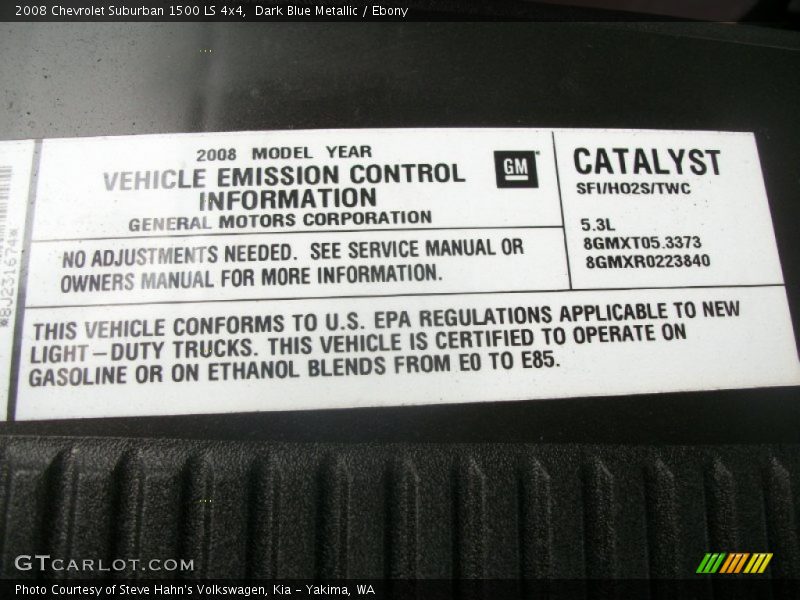 2008 Chevrolet Suburban 1500 LS 4x4,  Dark Blue Metallic / Ebony
2008 MODEL YEAR
VEHICLE EMISSION CONTROL
INFORMATION
GENERAL MOTORS CORPORATION
GM
CATALYST
SFI/HO2S/TWC
5.3L
8GMXT05.3373
8GMXR0223840
NO ADJUSTMENTS NEEDED. SEE SERVICE MANUAL OR
OWNERS MANUAL FOR MORE INFORMATION.
THIS VEHICLE CONFORMS TO U.S. EPA REGULATIONS APPLICABLE TO NEW
LIGHT-DUTY TRUCKS. THIS VEHICLE IS CERTIFIED TO OPERATE ON
GASOLINE OR ON ETHANOL BLENDS FROM E0 TO E85.
*8J231674*
GTCARLOT.COM
Photo Courtesy of Steve Hahn's Volkswagen, Kia - Yakima, WA